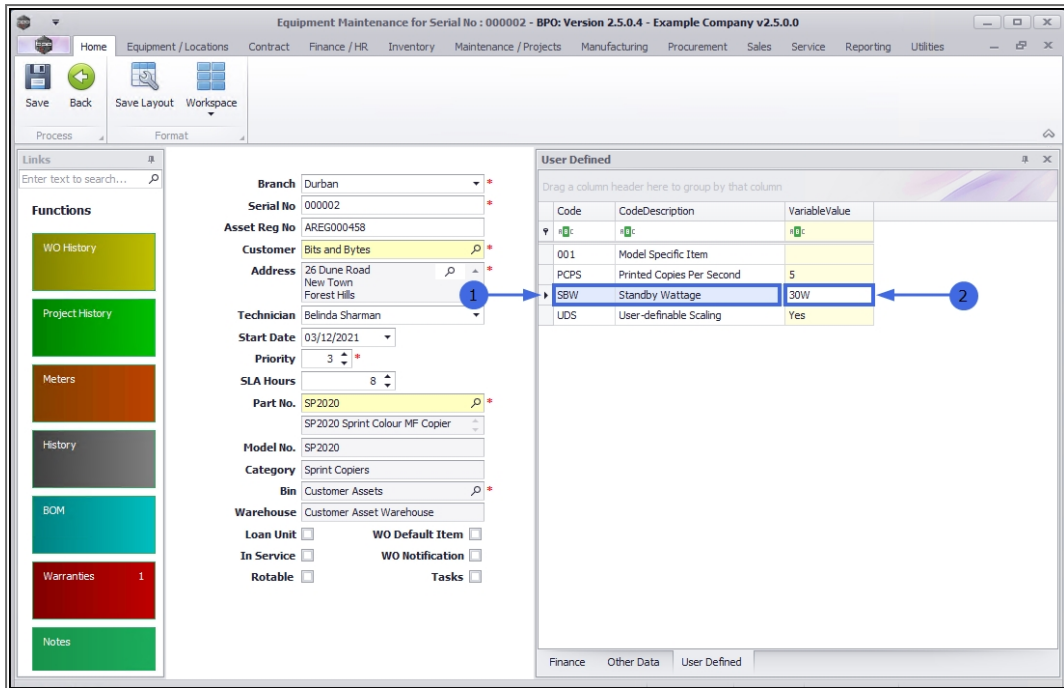 Equipment Maintenance for Serial No : 000002 - BPO: Version 2.5.0.4 - Example Company v2.5.0.0
Home Equipment / Locations Contract Finance / HR Inventory Maintenance / Projects Manufacturing Procurement Sales Service Reporting Utilities
Save Back Save Layout Workspace
Process Format
Links
Enter text to search...
Functions
WO History
Project History
Meters
History
BOM
Warranties 1
Notes
Branch Durban *
Serial No 000002 *
Asset Reg No AREG000458
Customer Bits and Bytes *
Address 26 Dune Road *
New Town
Forest Hills
Technician Belinda Sharman
Start Date 03/12/2021
Priority 3 *
SLA Hours 8
Part No. SP2020 *
SP2020 Sprint Colour MF Copier
Model No. SP2020
Category Sprint Copiers
Bin Customer Assets *
Warehouse Customer Asset Warehouse
Loan Unit WO Default Item
In Service WO Notification
Rotable Tasks
User Defined
Drag a column header here to group by that column
Code CodeDescription VariableValue
001 Model Specific Item
PCPS Printed Copies Per Second 5
1 SBW Standby Wattage 30W 2
UDS User-definable Scaling Yes
Finance Other Data User Defined